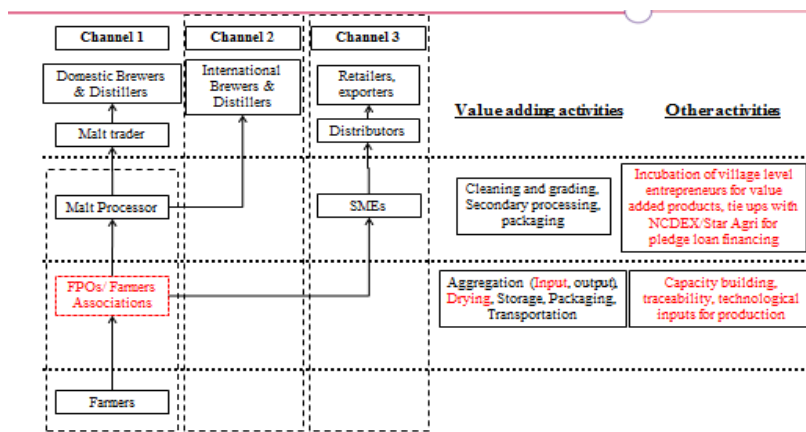 Channel 1
Channel 2
Channel 3
Domestic Brewers
& Distillers
International
Brewers &
Distillers
Retailers,
exporters
Value adding activities
Other activities
Malt trader
Distributors
Malt Processor
SMEs
Cleaning and grading,
Secondary processing,
packaging
Incubation of village level
entrepreneurs for value
added products, tie ups with
NCDEX/Star Agri for
pledge loan financing
FPOs/ Farmers
Associations
Aggregation (Input, output),
Drying, Storage, Packaging,
Transportation
Capacity building,
traceability, technological
inputs for production
Farmers